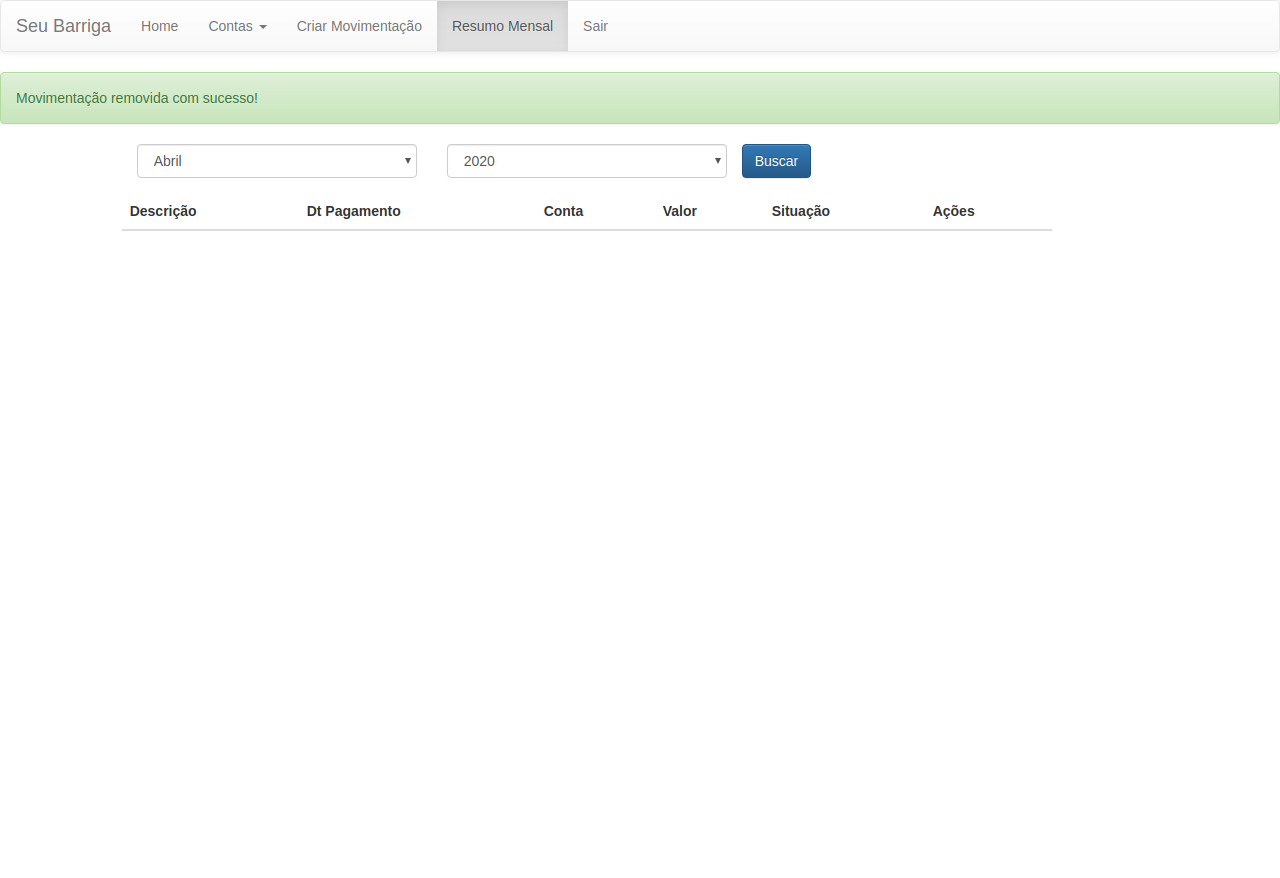 Seu Barriga Home Contas Criar Movimentação Resumo Mensal Sair
Movimentação removida com sucesso!
Abril 2020 Buscar
Descrição Dt Pagamento Conta Valor Situação Ações